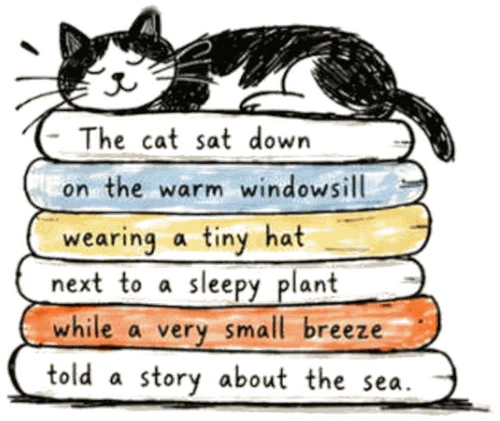 The cat sat down
on the warm windowsill
wearing a tiny hat
next to a sleepy plant
while a very small breeze
told a story about the sea.